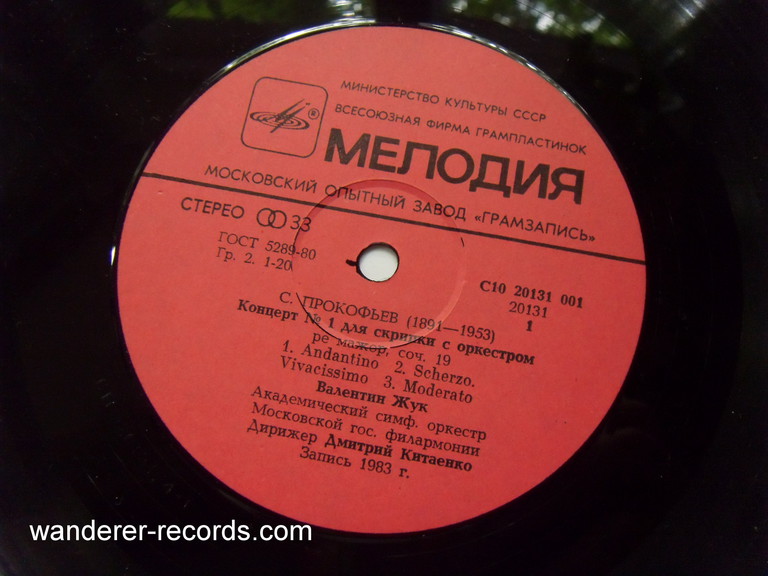 МИНИСТЕРСТВО КУЛЬТУРЫ СССР
ВСЕСОЮЗНАЯ ФИРМА ГРАМПЛАСТИНОК
®
МЕЛОДИЯ
МОСКОВСКИЙ ОПЫТНЫЙ ЗАВОД «ГРАМЗАПИСЬ»
СТЕРЕО 33
ГОСТ 5289-80
Гр. 2. 1-20
С10 20131 001
20131
1
С. ПРОКОФЬЕВ (1891—1953)
Концерт № 1 для скрипки с оркестром
ре мажор, соч. 19
1. Andantino 2. Scherzo.
Vivacissimo 3. Moderato
Валентин Жук
Академический симф. оркестр
Московской гос. филармонии
Дирижер Дмитрий Китаенко
Запись 1983 г.
wanderer-records.com